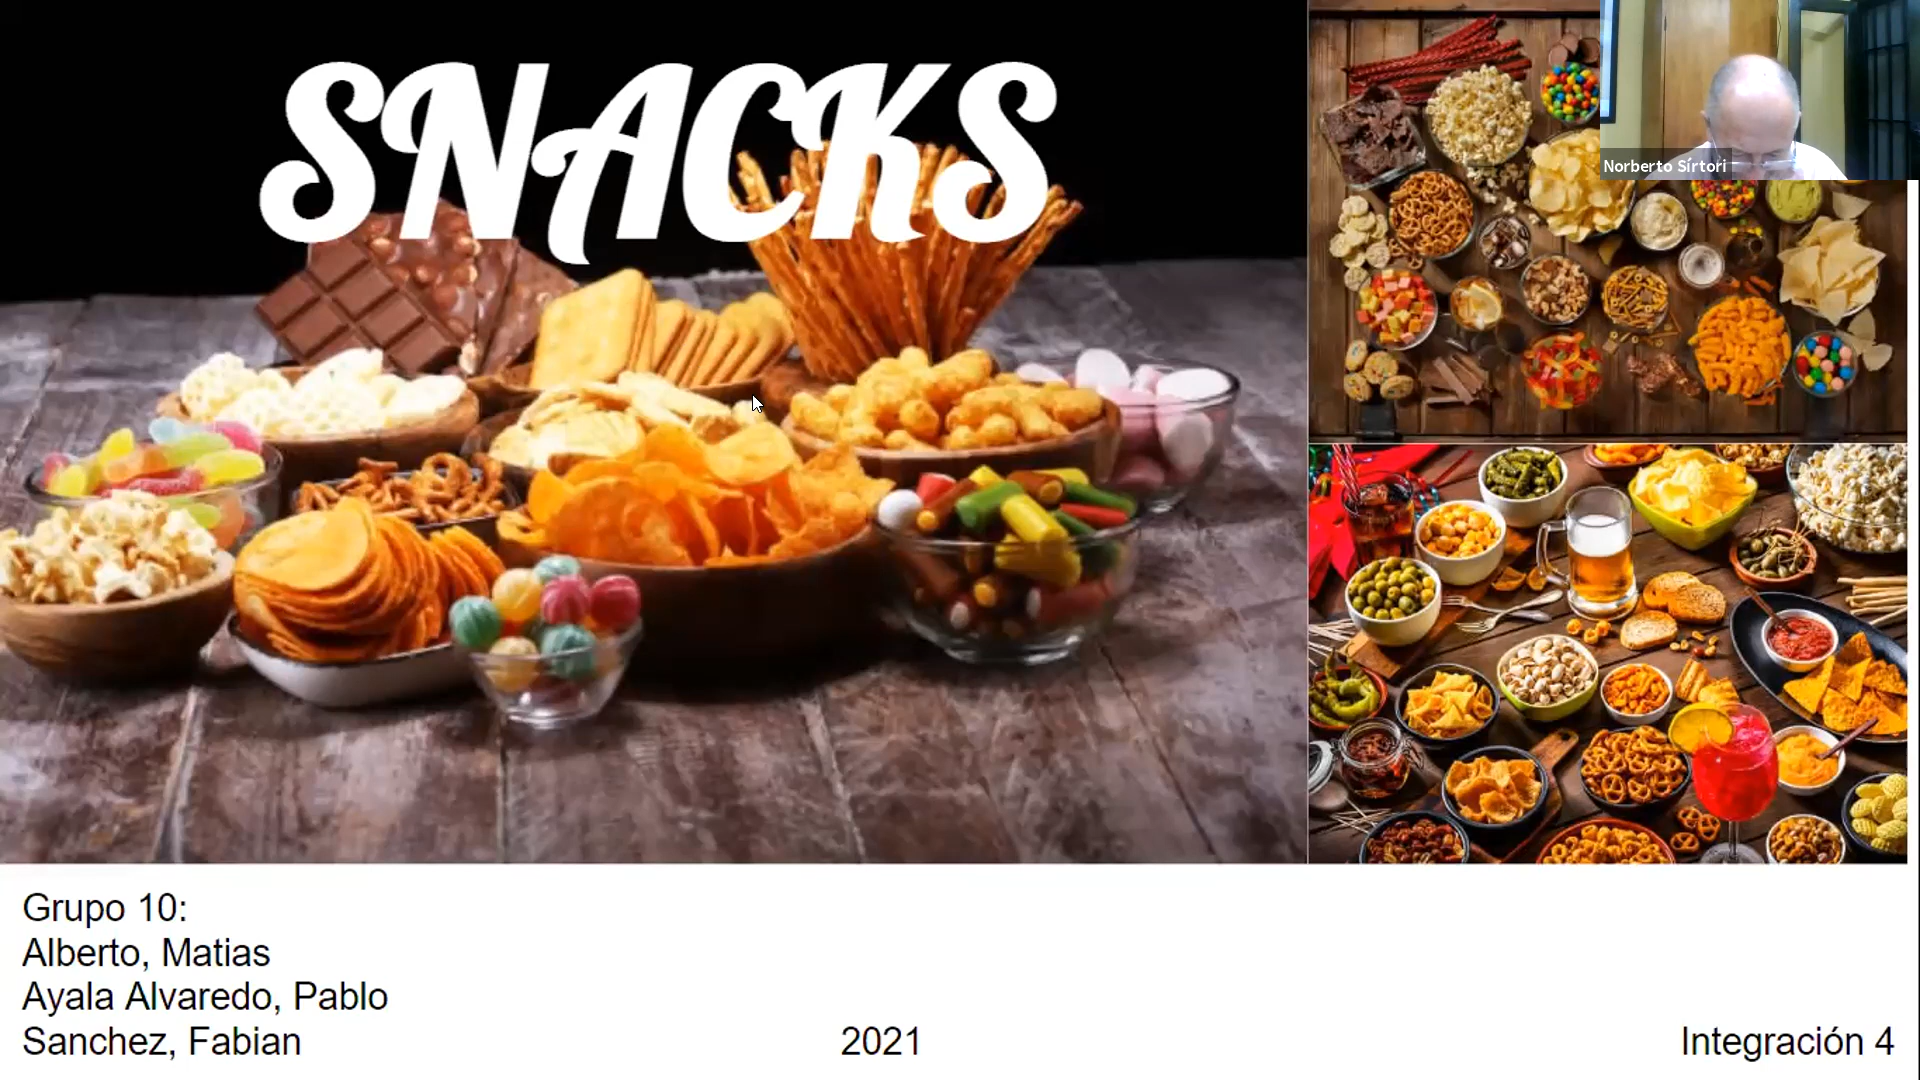 SNACKS
Norberto Sírtori
Grupo 10:
Alberto, Matias
Ayala Alvaredo, Pablo
Sanchez, Fabian
2021
Integración 4